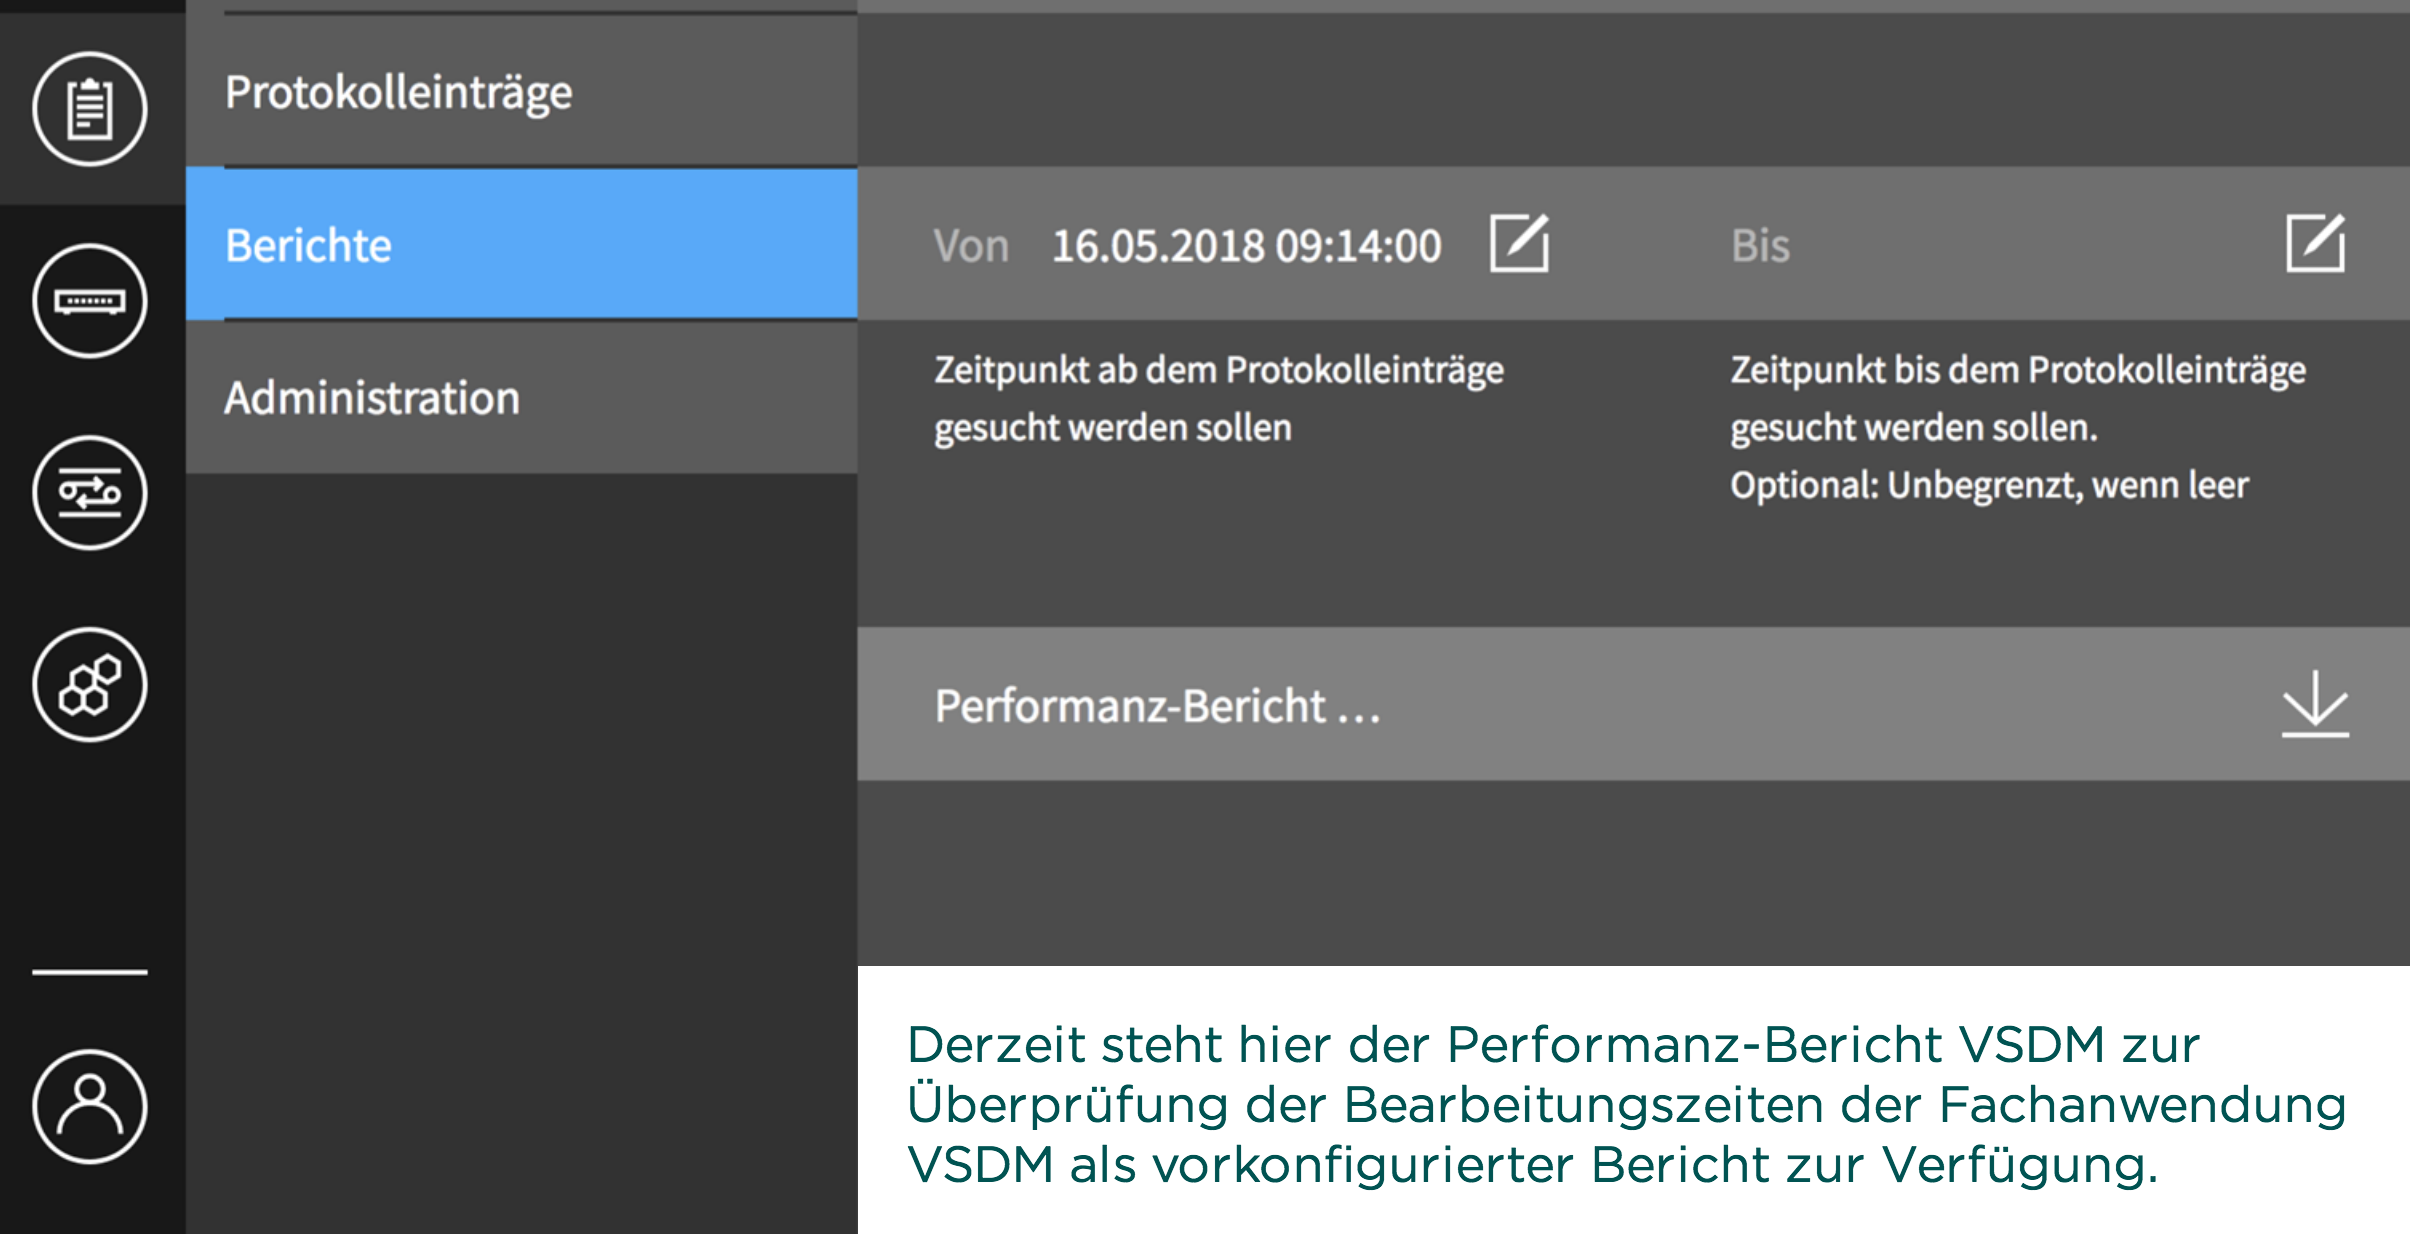 Protokolleinträge
Berichte
Administration
Von 16.05.2018 09:14:00
Bis
Zeitpunkt ab dem Protokolleinträge
gesucht werden sollen
Zeitpunkt bis dem Protokolleinträge
gesucht werden sollen.
Optional: Unbegrenzt, wenn leer
Performanz-Bericht ...
Derzeit steht hier der Performanz-Bericht VSDM zur
Überprüfung der Bearbeitungszeiten der Fachanwendung
VSDM als vorkonfigurierter Bericht zur Verfügung.